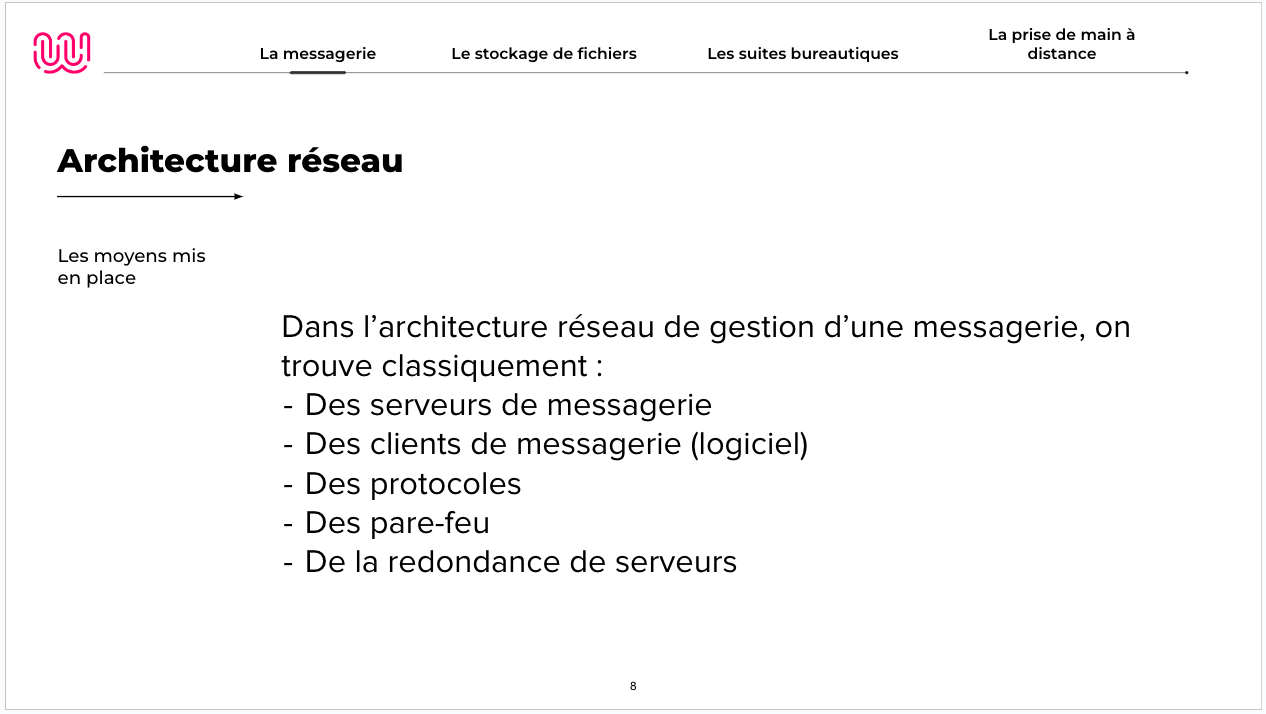 La messagerie
Le stockage de fichiers
Les suites bureautiques
La prise de main à
distance
Architecture réseau
Les moyens mis
en place
Dans l’architecture réseau de gestion d’une messagerie, on
trouve classiquement :
- Des serveurs de messagerie
- Des clients de messagerie (logiciel)
- Des protocoles
- Des pare-feu
- De la redondance de serveurs
8